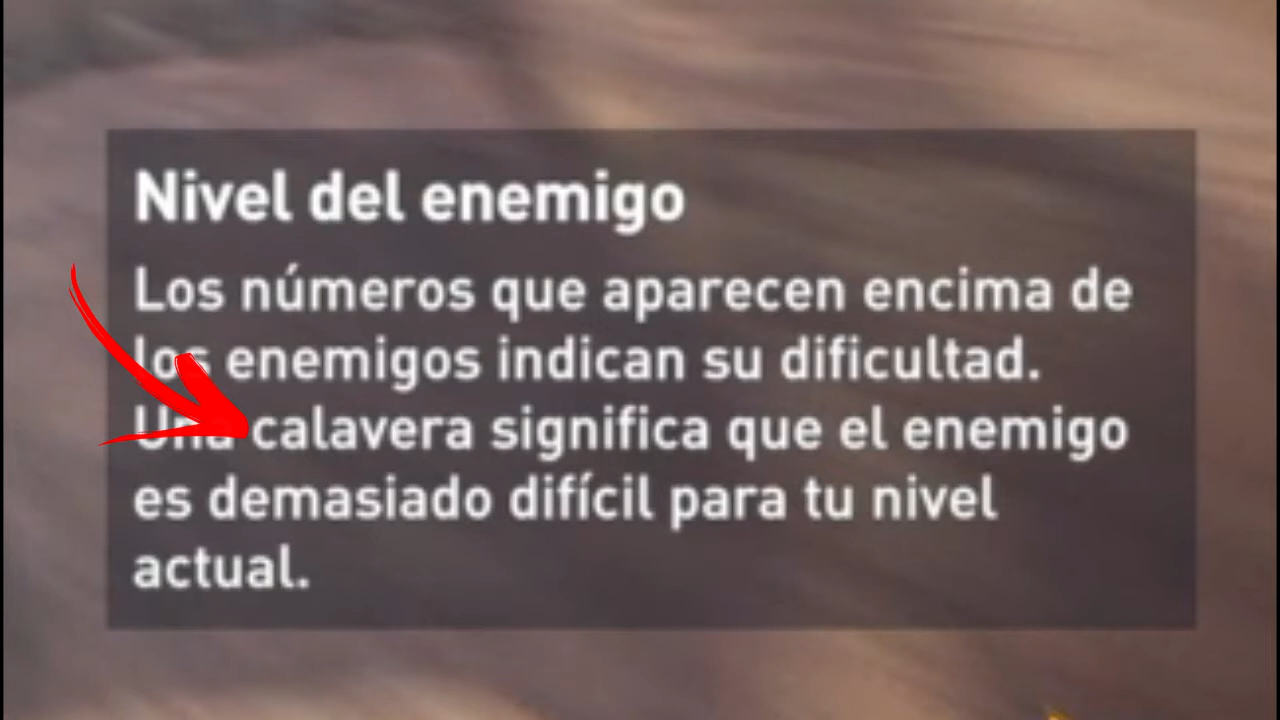 Nivel del enemigo
Los números que aparecen encima de
los enemigos indican su dificultad.
Una calavera significa que el enemigo
es demasiado difícil para tu nivel
actual.